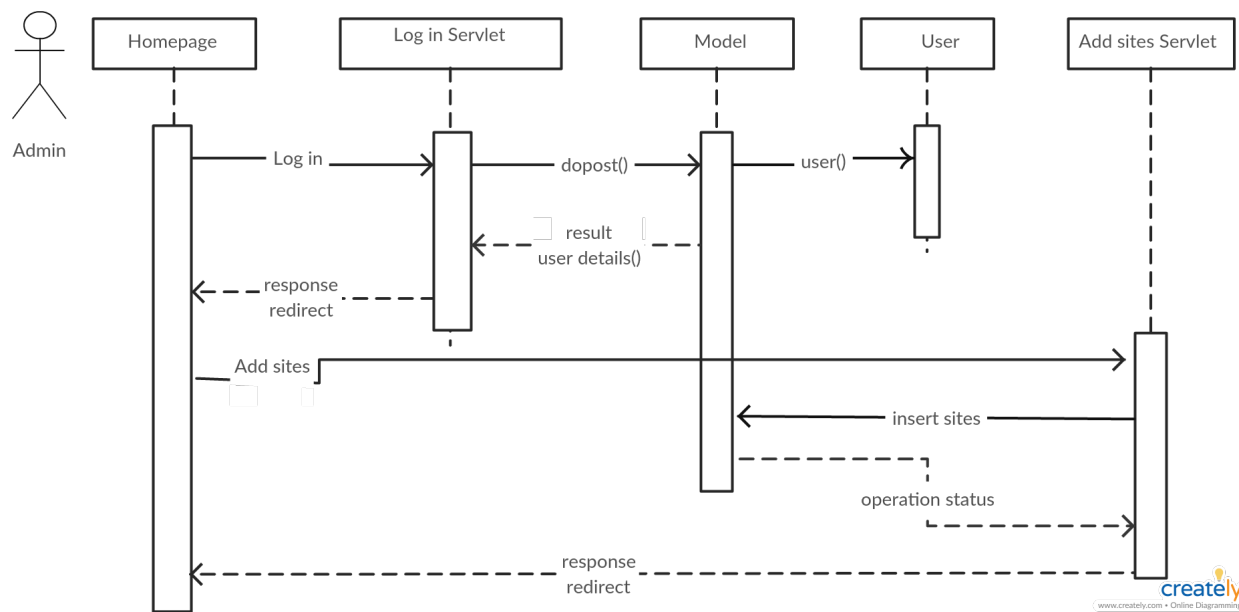 Homepage
Log in Servlet
Model
User
Add sites Servlet
Admin
Log in
dopost()
user()
result
user details()
response
redirect
Add sites
insert sites
operation status
response
redirect
creately
www.creately.com • Online Diagramming